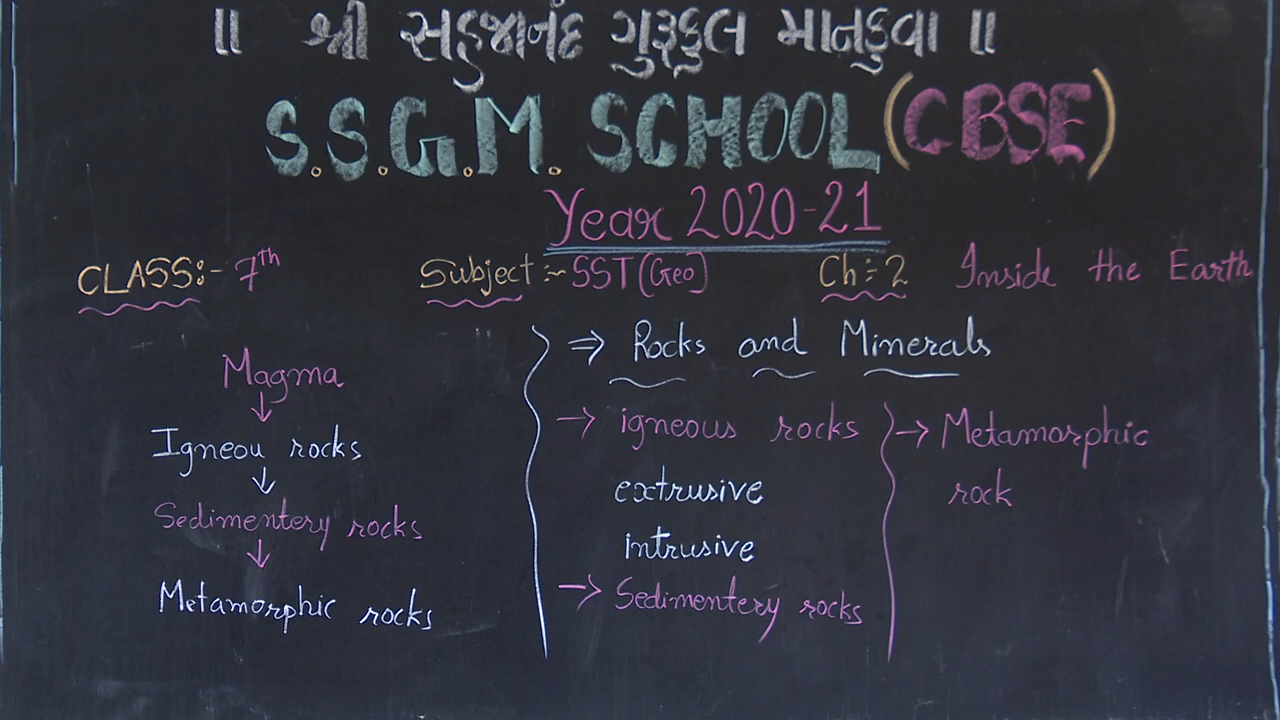 ॥ શ્રી સહજાનંદ ગુરૂકુલ માનકુવા ॥
S.S.G.M. SCHOOL (CBSE)
Year 2020-21
CLASS:- 7th Subject :- SST (Geo) Ch :- 2 Inside the Earth
Magma
↓
Igneou rocks
↓
Sedimentery rocks
↓
Metamorphic rocks
⇒ Rocks and Minerals
→ igneous rocks
extrusive
intrusive
→ Sedimentery rocks
→ Metamorphic
rock